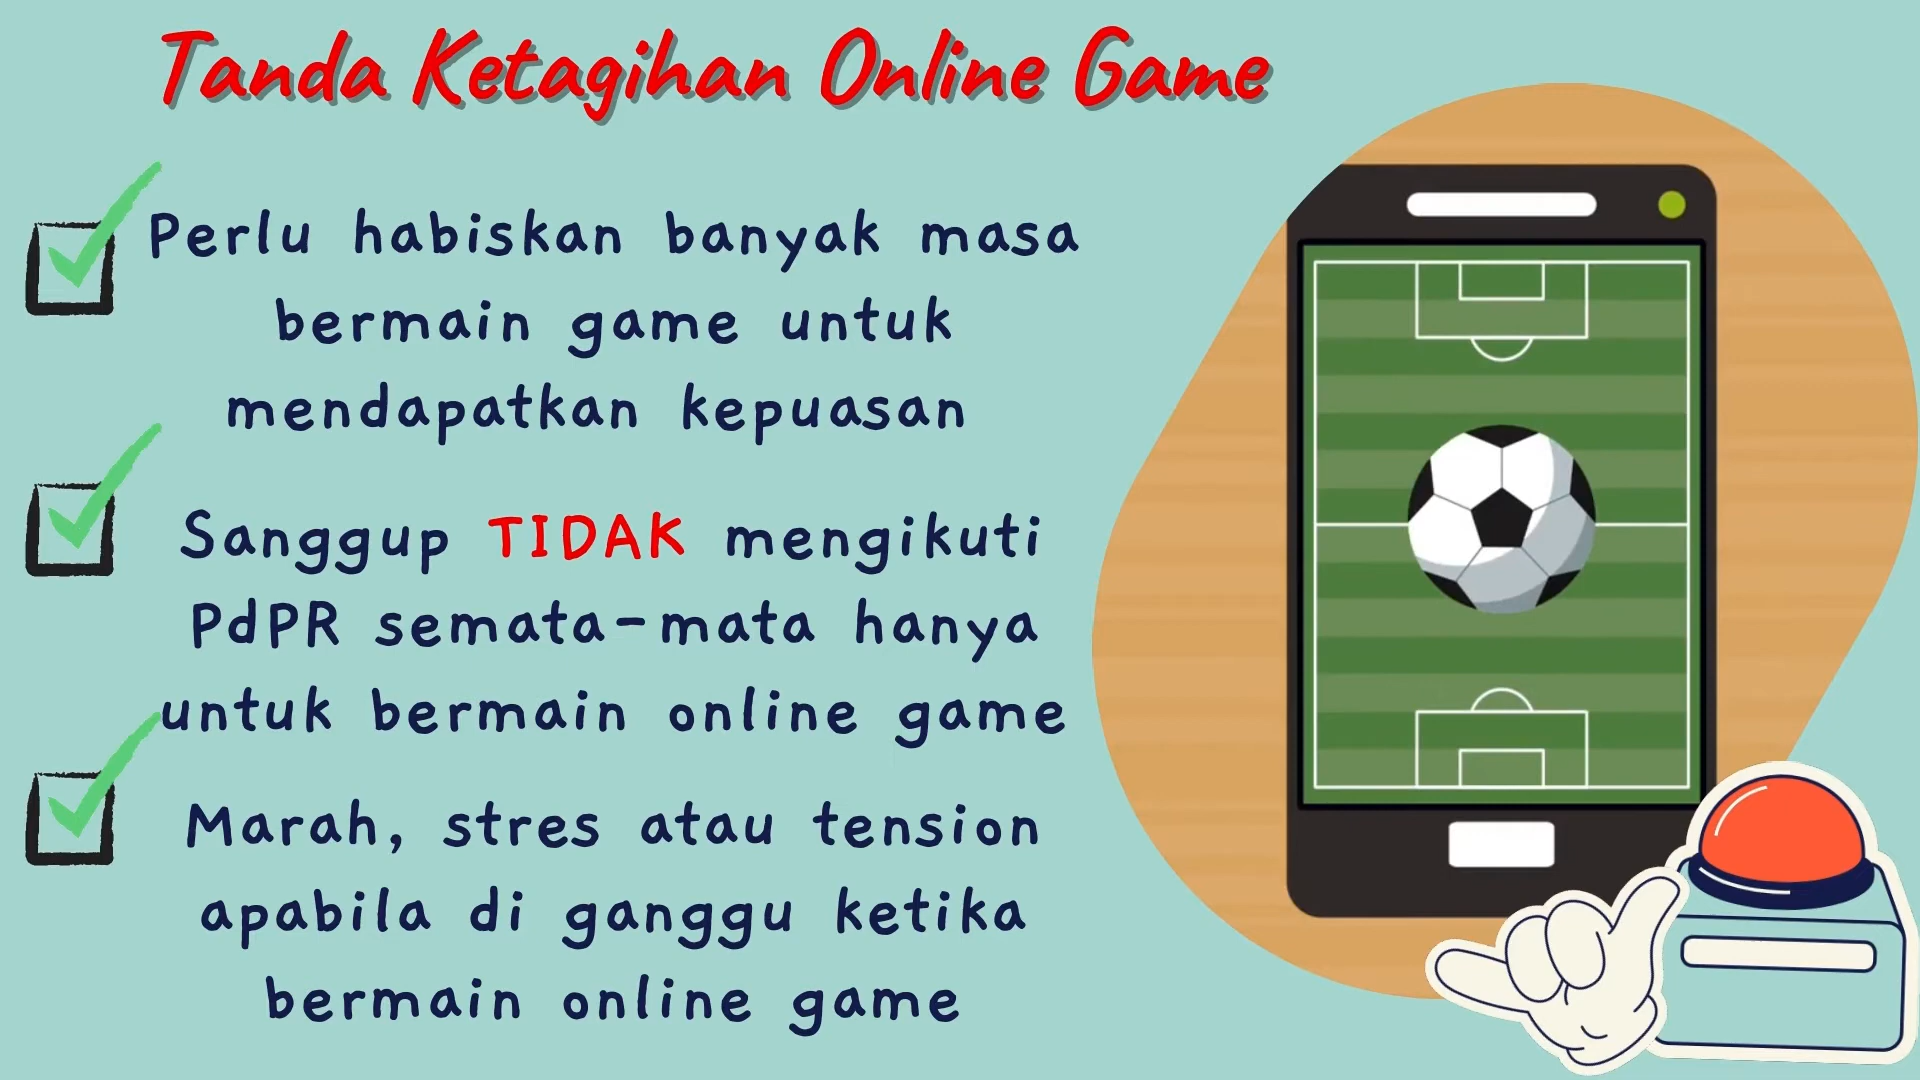 Tanda Ketagihan Online Game
Perlu habiskan banyak masa
bermain game untuk
mendapatkan kepuasan
Sanggup TIDAK mengikuti
PdPR semata-mata hanya
untuk bermain online game
Marah, stres atau tension
apabila di ganggu ketika
bermain online game